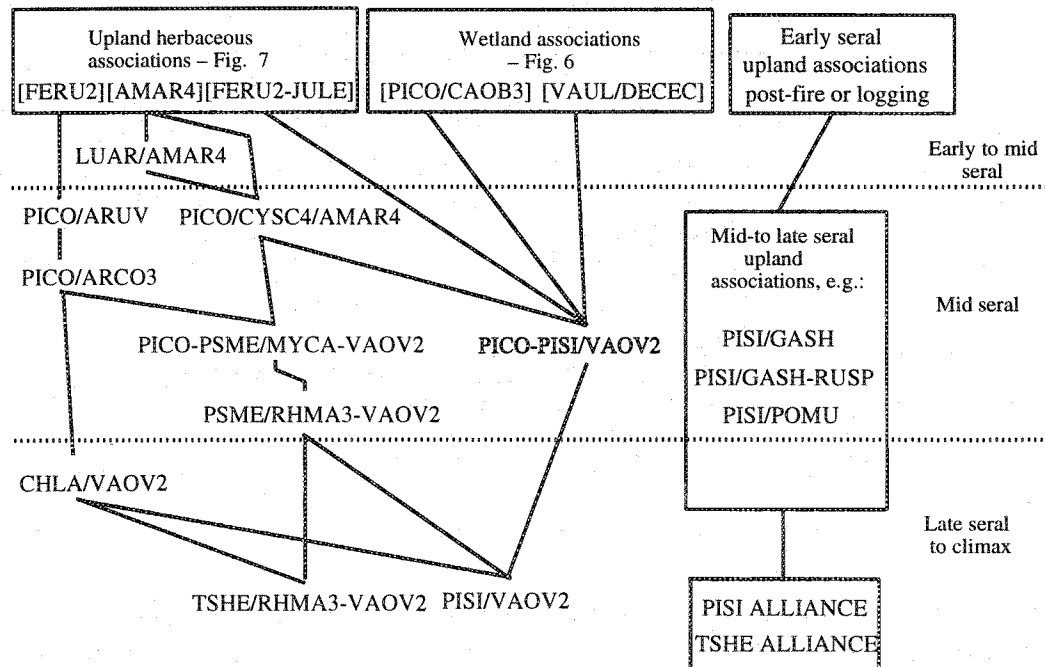 Upland herbaceous
associations – Fig. 7
[FERU2][AMAR4][FERU2-JULE]
Wetland associations
– Fig. 6
[PICO/CAOB3] [VAUL/DECEC]
Early seral
upland associations
post-fire or logging
LUAR/AMAR4
Early to mid
seral
PICO/ARUV
PICO/CYSC4/AMAR4
PICO/ARCO3
Mid-to late seral
upland
associations, e.g.:
Mid seral
PICO-PSME/MYCA-VAOV2
PICO-PISI/VAOV2
PISI/GASH
PISI/GASH-RUSP
PISI/POMU
PSME/RHMA3-VAOV2
CHLA/VAOV2
Late seral
to climax
TSHE/RHMA3-VAOV2
PISI/VAOV2
PISI ALLIANCE
TSHE ALLIANCE